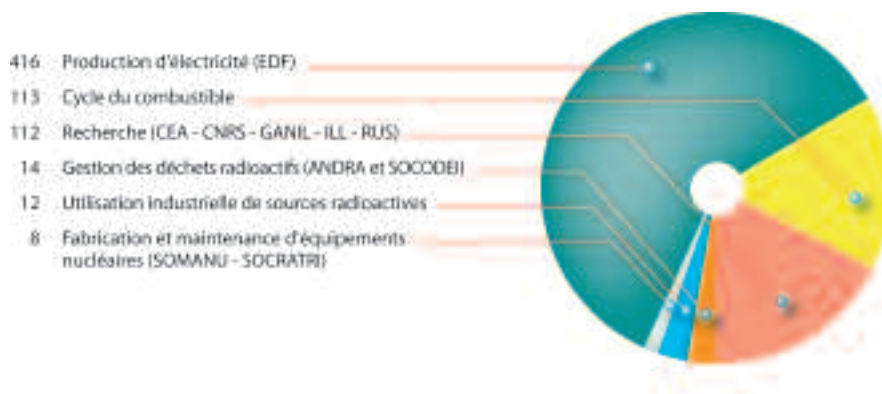 416 Production d'électricité (EDF)
113 Cycle du combustible
112 Recherche (CEA - CNRS - GANIL - ILL - RUS)
14 Gestion des déchets radioactifs (ANDRA et SOCODEI)
12 Utilisation industrielle de sources radioactives
8 Fabrication et maintenance d'équipements
nucléaires (SOMANU - SOCRATRI)